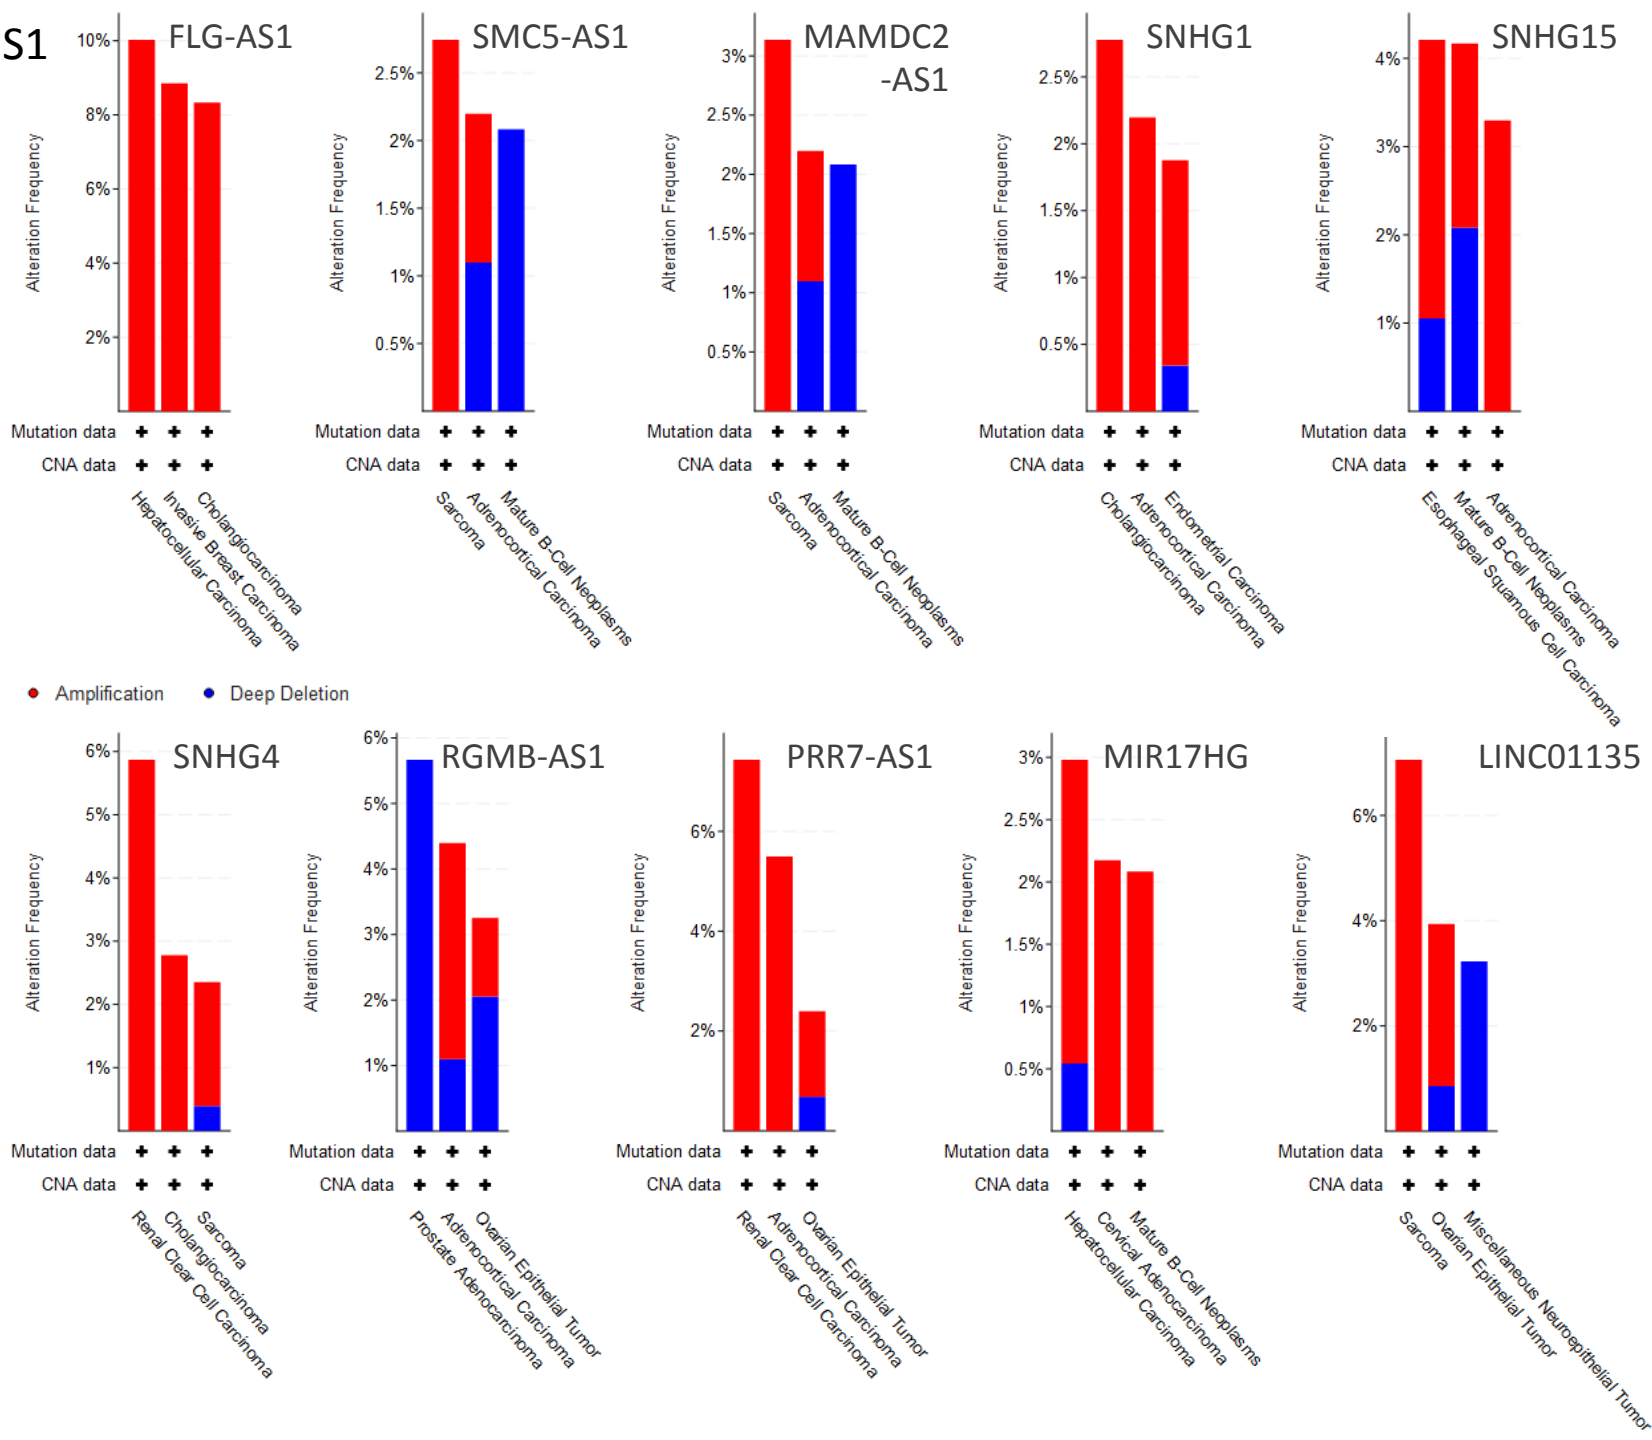 S1
FLG-AS1
10%
8%
6%
4%
2%
Alteration Frequency
Mutation data
CNA data
Hepatocellular Carcinoma
Invasive Breast Carcinoma
Cholangiocarcinoma
SMC5-AS1
2.5%
2%
1.5%
1%
0.5%
Alteration Frequency
Mutation data
CNA data
Sarcoma
Adrenocortical Carcinoma
Mature B-Cell Neoplasms
MAMDC2
-AS1
3%
2.5%
2%
1.5%
1%
0.5%
Alteration Frequency
Mutation data
CNA data
Sarcoma
Adrenocortical Carcinoma
Mature B-Cell Neoplasms
SNHG1
2.5%
2%
1.5%
1%
0.5%
Alteration Frequency
Mutation data
CNA data
Cholangiocarcinoma
Adrenocortical Carcinoma
Endometrial Carcinoma
SNHG15
4%
3%
2%
1%
Alteration Frequency
Mutation data
CNA data
Esophageal Squamous Cell Carcinoma
Mature B-Cell Neoplasms
Adrenocortical Carcinoma
Amplification
Deep Deletion
SNHG4
6%
5%
4%
3%
2%
1%
Alteration Frequency
Mutation data
CNA data
Renal Clear Cell Carcinoma
Cholangiocarcinoma
Sarcoma
RGMB-AS1
6%
5%
4%
3%
2%
1%
Alteration Frequency
Mutation data
CNA data
Prostate Adenocarcinoma
Adrenocortical Carcinoma
Ovarian Epithelial Tumor
PRR7-AS1
6%
4%
2%
Alteration Frequency
Mutation data
CNA data
Renal Clear Cell Carcinoma
Adrenocortical Carcinoma
Ovarian Epithelial Tumor
MIR17HG
3%
2.5%
2%
1.5%
1%
0.5%
Alteration Frequency
Mutation data
CNA data
Hepatocellular Carcinoma
Cervical Adenocarcinoma
Mature B-Cell Neoplasms
LINC01135
6%
4%
2%
Alteration Frequency
Mutation data
CNA data
Sarcoma
Ovarian Epithelial Tumor
Miscellaneous Neuroepithelial Tumor